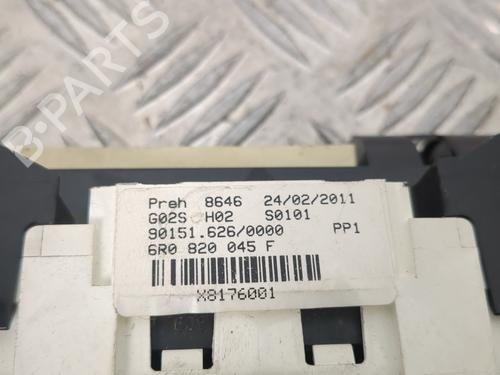 B-PARTS
Preh 8646 24/02/2011
G02S H02 S0101
90151.626/0000 PP1
6R0 820 045 F
X8176001